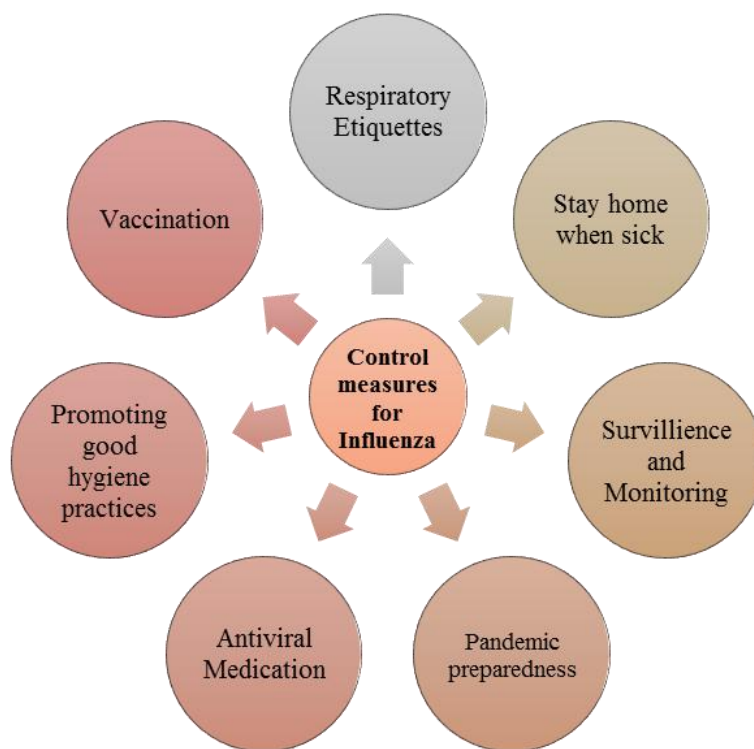 Respiratory
Etiquettes
Stay home
when sick
Survillience
and
Monitoring
Pandemic
preparedness
Antiviral
Medication
Promoting
good
hygiene
practices
Vaccination
Control
measures
for
Influenza